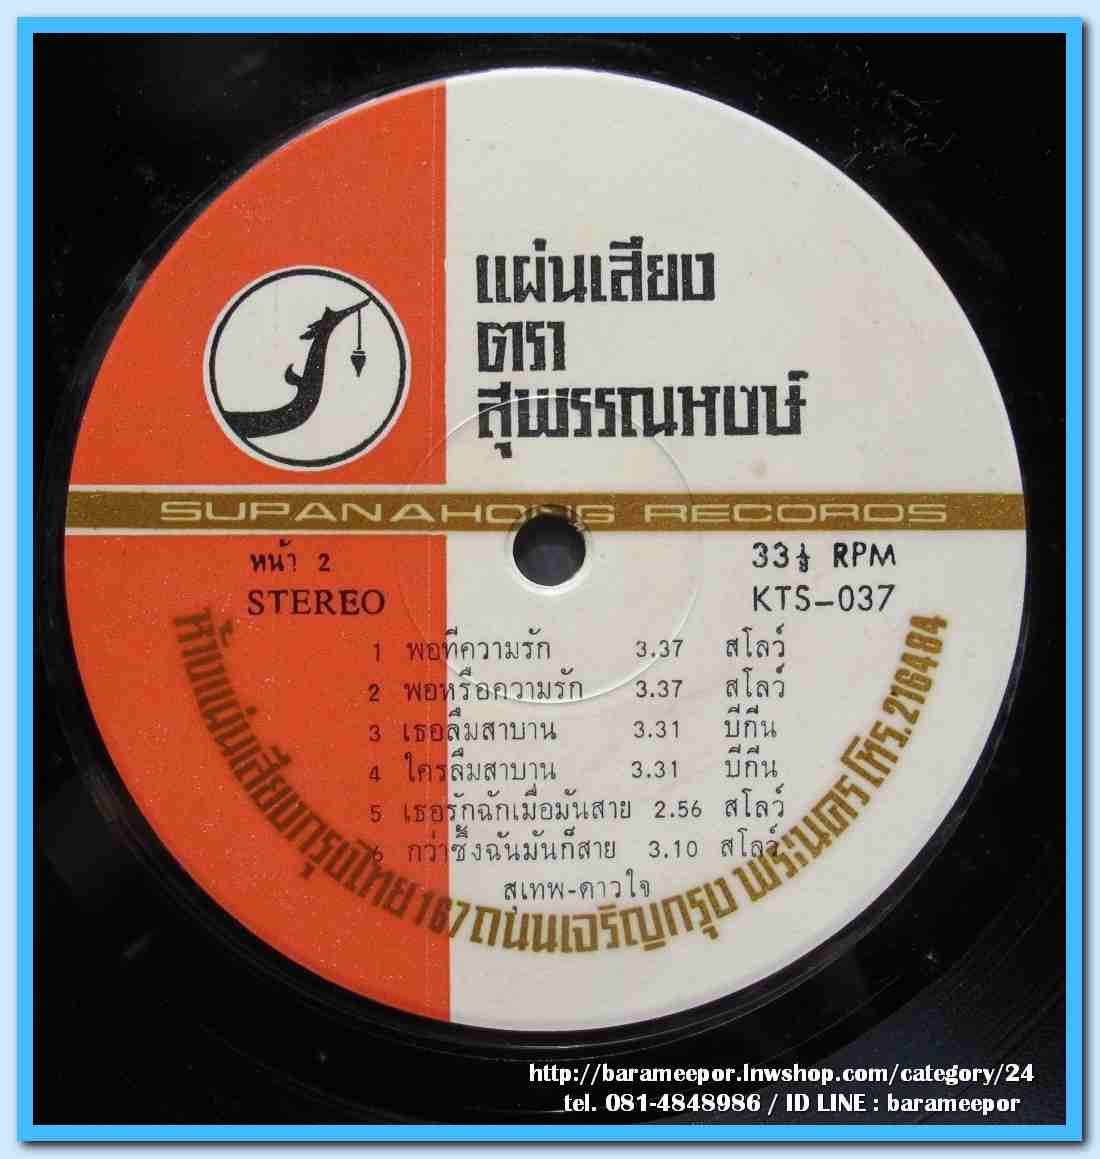 แผ่นเสียง
ตรา
สุพรรณหงษ์
SUPANAHONG RECORDS
หน้า 2
STEREO
33⅓ RPM
KTS-037
1 พอทีความรัก 3.37 สโลว์
2 พอหรือความรัก 3.37 สโลว์
3 เธอลืมสาบาน 3.31 บีกีน
4 ใครลืมสาบาน 3.31 บีกีน
5 เธอรักฉักเมื่อมันสาย 2.56 สโลว์
6 กว่าซึ้งฉันมันก็สาย 3.10 สโลว์
สุเทพ-ดาวใจ
ห้างแผ่นเสียงกรุงไทย 167 ถนนเจริญกรุง พระนคร โทร.216484
http://barameepor.lnwshop.com/category/24
tel. 081-4848986 / ID LINE : barameepor